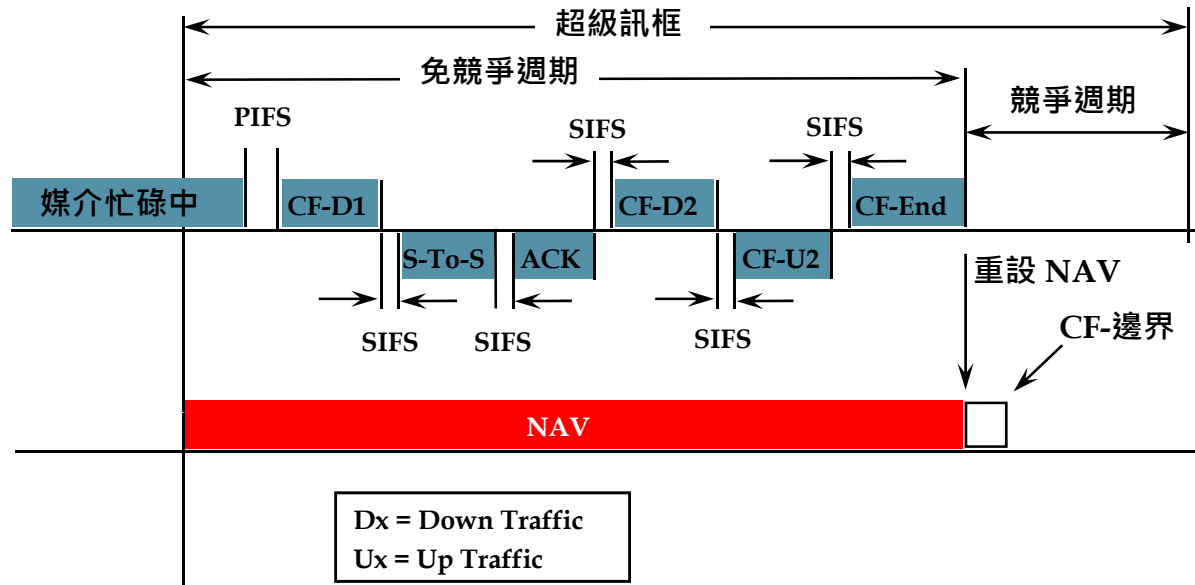 超級訊框
免競爭週期
競爭週期
PIFS
SIFS
SIFS
媒介忙碌中
CF-D1
CF-D2
CF-End
S-To-S
ACK
CF-U2
重設 NAV
SIFS
SIFS
SIFS
CF-邊界
NAV
Dx = Down Traffic
Ux = Up Traffic